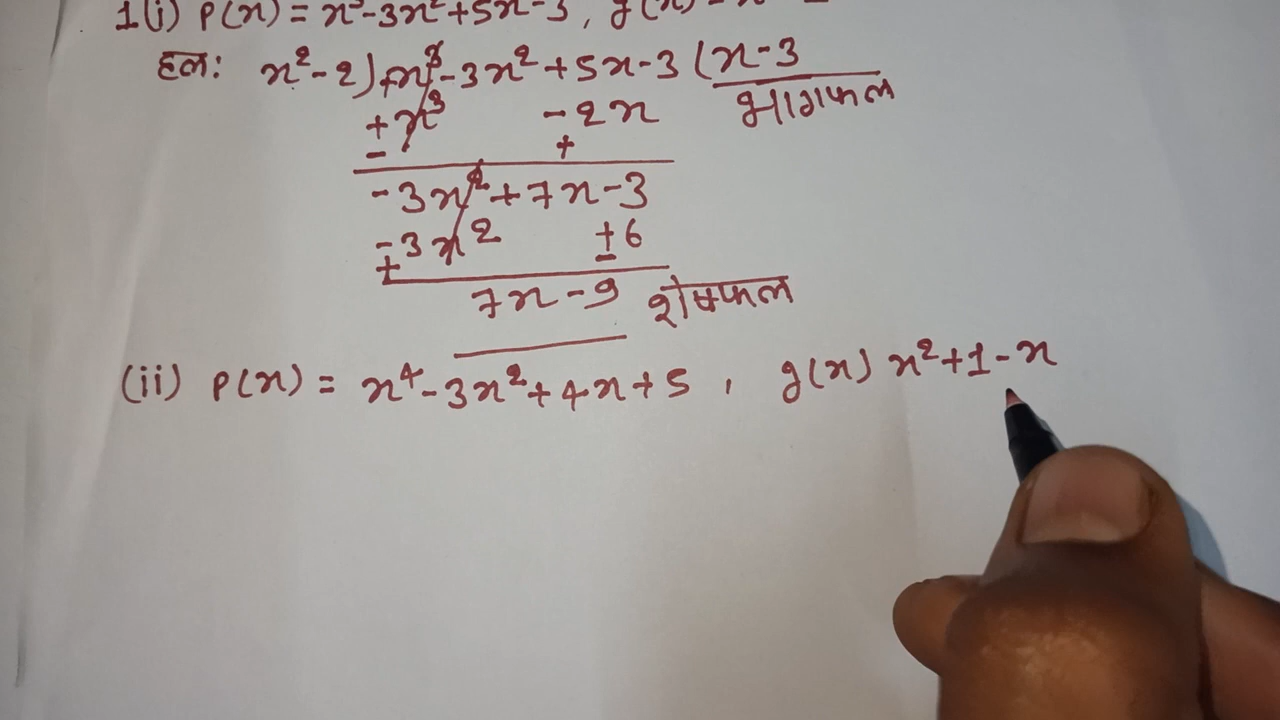 1(i) P(x) = x³-3x²+5x-3, g(x)
हल: x²-2) x³-3x²+5x-3 (x-3
+ x³ -2x भागफल
- +
-3x²+7x-3
-3x² +6
+ -
7x-9 शेषफल
(ii) P(x) = x⁴-3x²+4x+5, g(x) x²+1-x